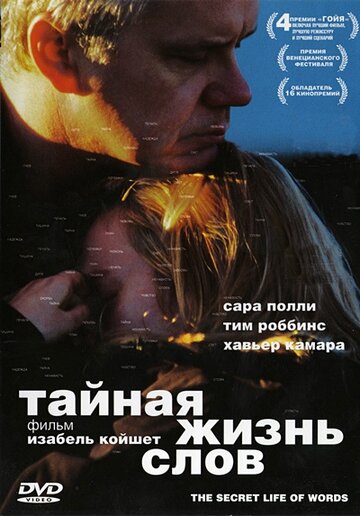 4 ПРЕМИИ «ГОЙЯ»
ВКЛЮЧАЯ ЛУЧШИЙ ФИЛЬМ,
ЛУЧШУЮ РЕЖИССУРУ
И ЛУЧШИЙ СЦЕНАРИЙ
ПРЕМИЯ
ВЕНЕЦИАНСКОГО
ФЕСТИВАЛЯ
ОБЛАДАТЕЛЬ
16 КИНОПРЕМИЙ
САРА ПОЛЛИ
ТИМ РОББИНС
ХАВЬЕР КАМАРА
ТАЙНАЯ
ФИЛЬМ
ИЗАБЕЛЬ КОЙШЕТ
ЖИЗНЬ
СЛОВ
DVD
VIDEO
THE SECRET LIFE OF WORDS